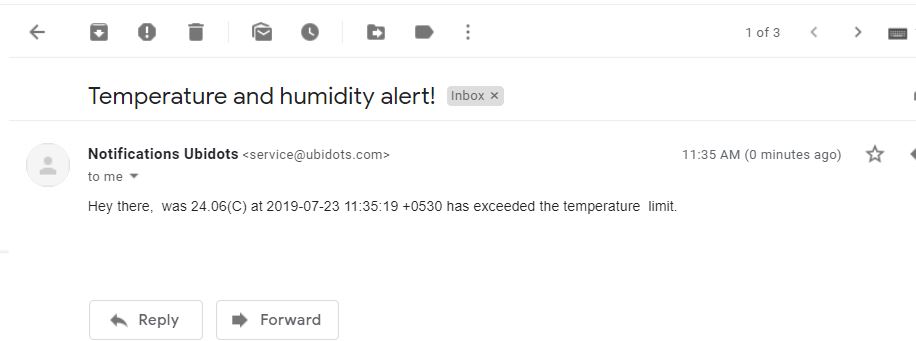 1 of 3
Temperature and humidity alert! Inbox ×
Notifications Ubidots <service@ubidots.com> 11:35 AM (0 minutes ago)
to me
Hey there,  was 24.06(C) at 2019-07-23 11:35:19 +0530 has exceeded the temperature  limit.
Reply Forward